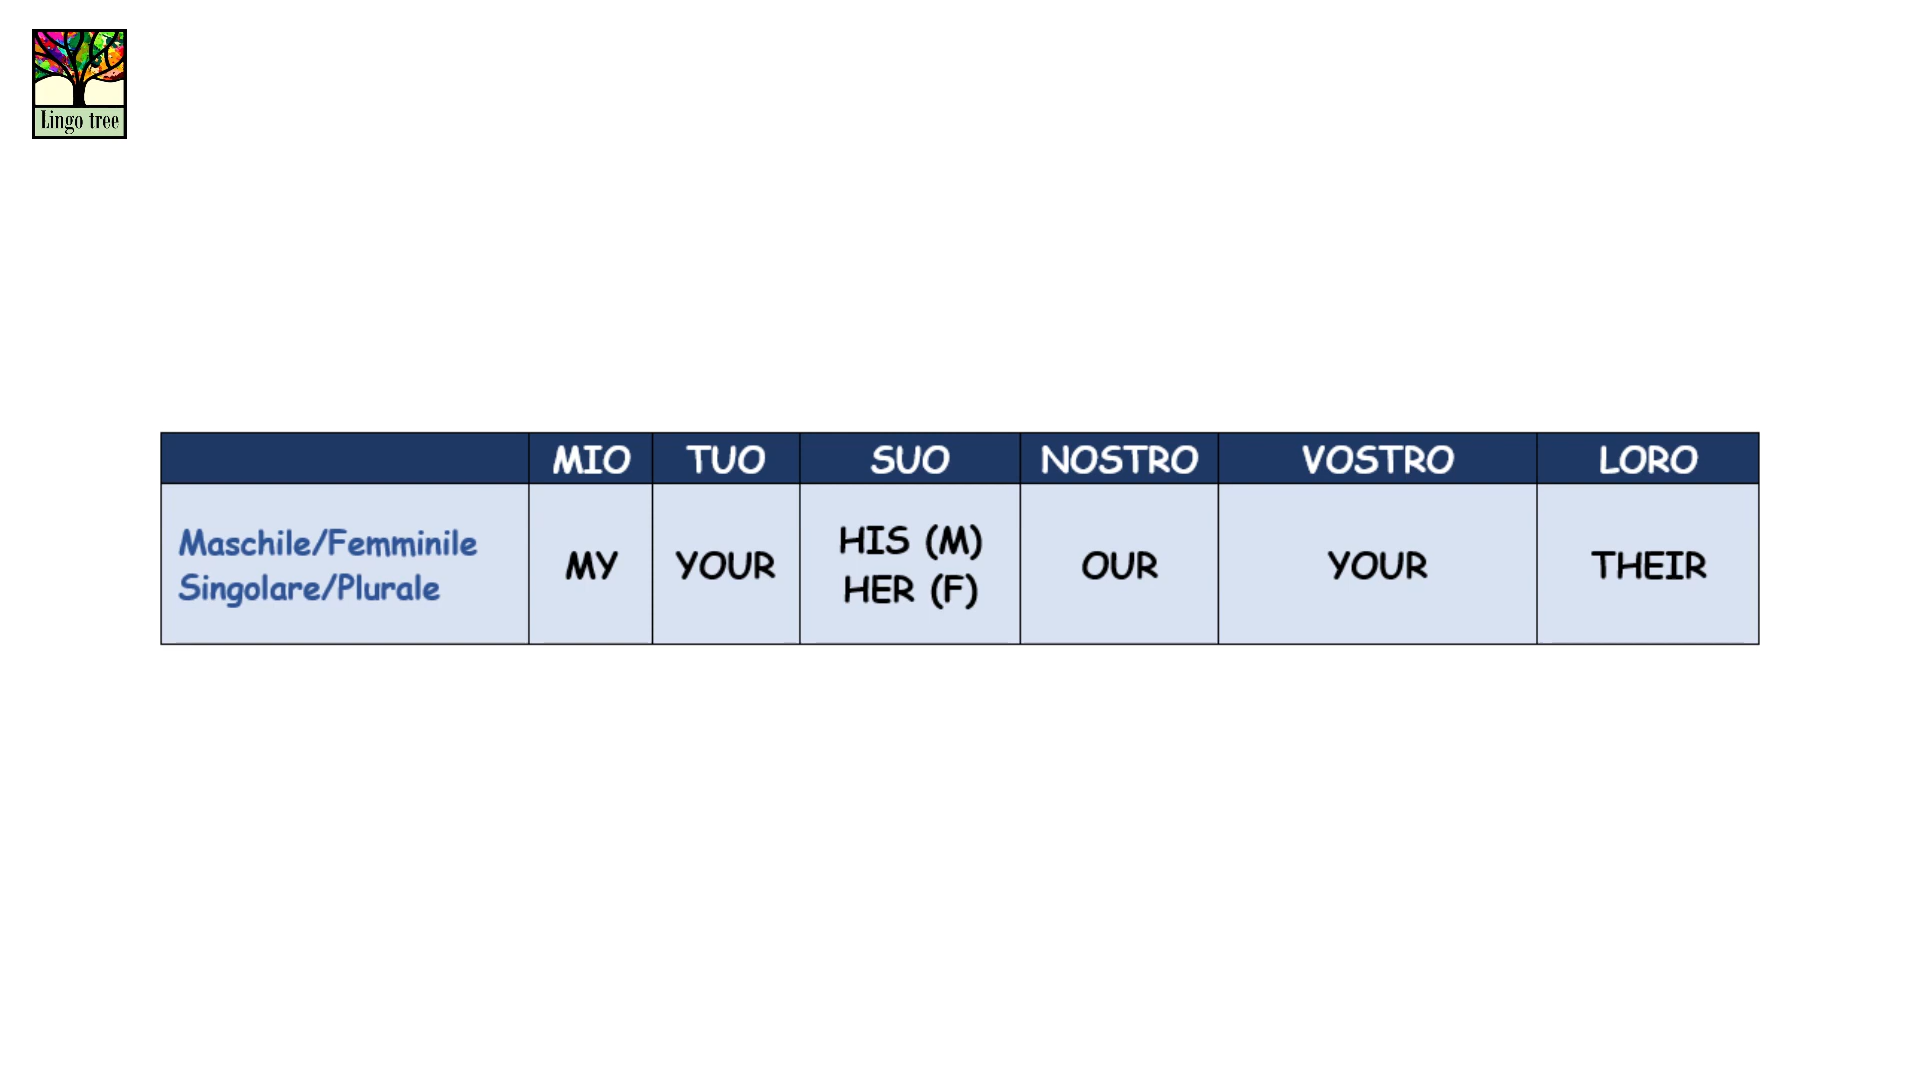 Lingo tree
MIO TUO SUO NOSTRO VOSTRO LORO
Maschile/Femminile
Singolare/Plurale
MY YOUR HIS (M)
HER (F) OUR YOUR THEIR